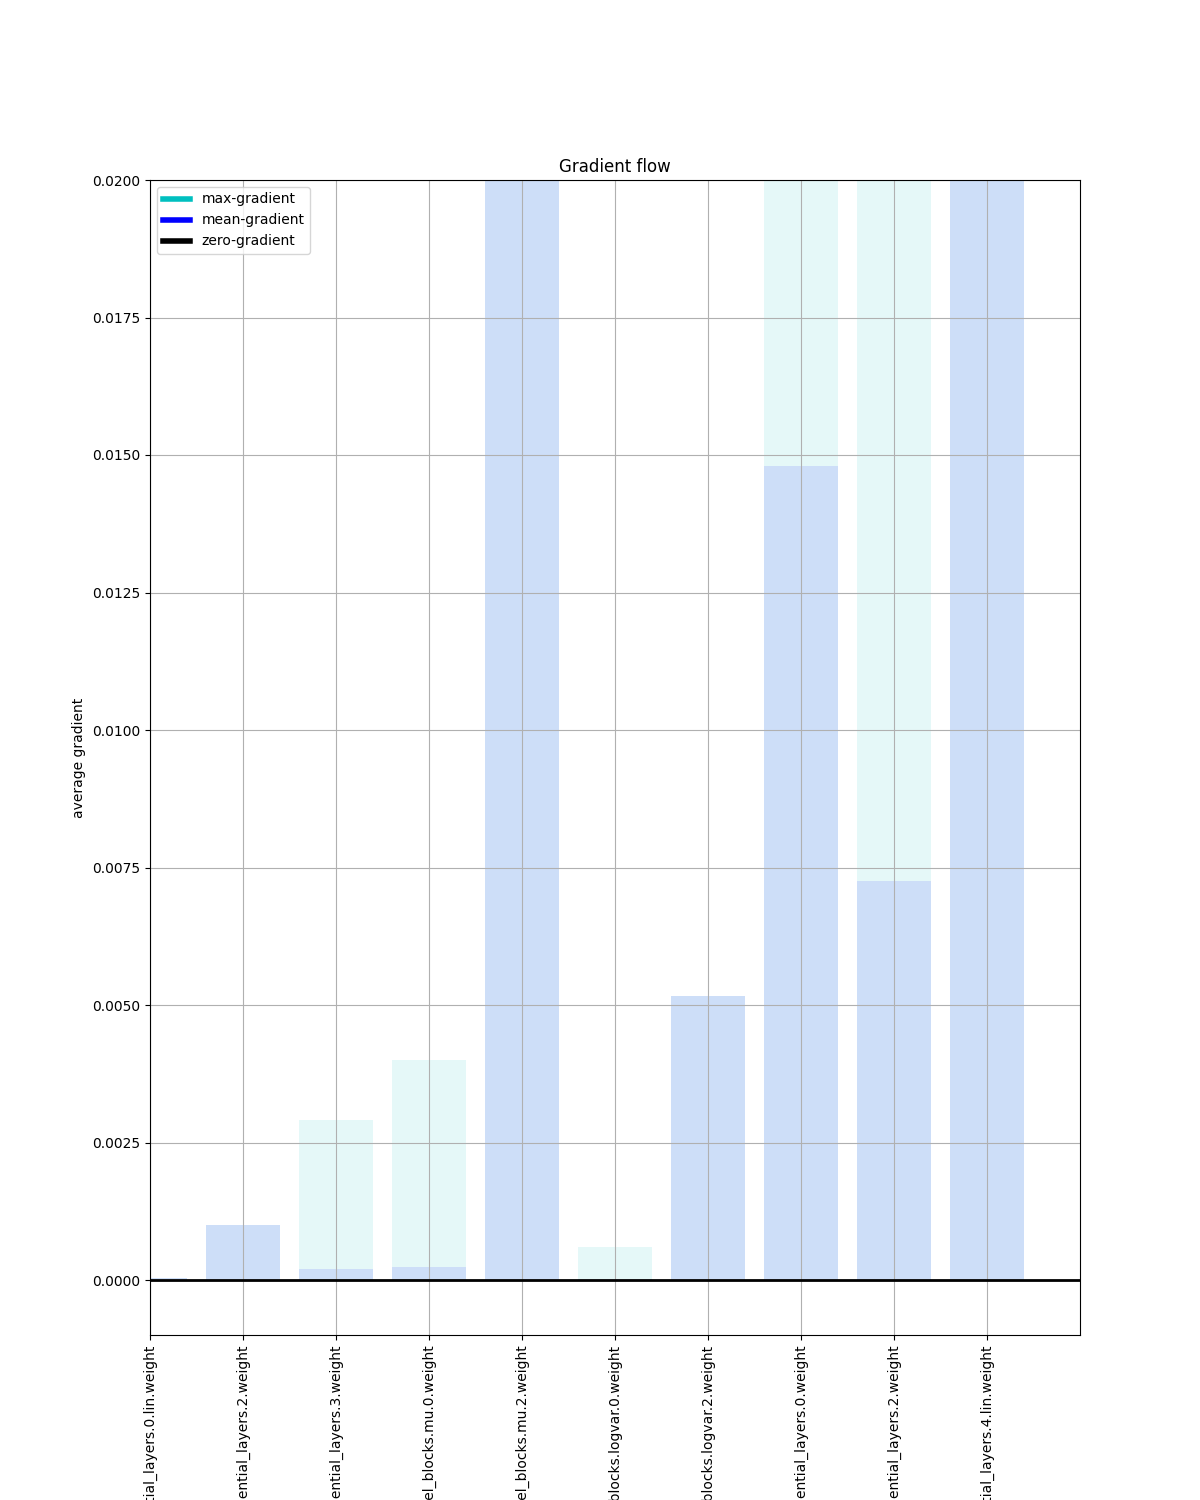 Gradient flow
max-gradient
mean-gradient
zero-gradient
0.0200
0.0175
0.0150
0.0125
0.0100
0.0075
0.0050
0.0025
0.0000
average gradient
tial_layers.0.lin.weight
ential_layers.2.weight
ential_layers.3.weight
el_blocks.mu.0.weight
el_blocks.mu.2.weight
blocks.logvar.0.weight
blocks.logvar.2.weight
ential_layers.0.weight
ential_layers.2.weight
tial_layers.4.lin.weight